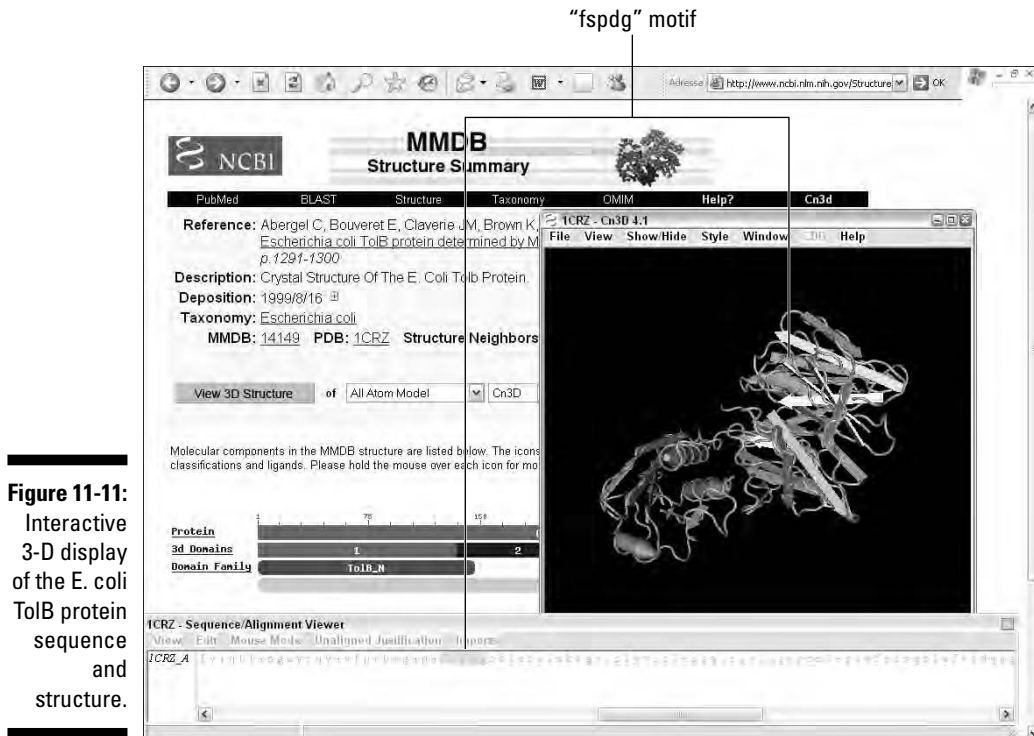 “fspdg” motif
Adresse http://www.ncbi.nlm.nih.gov/Structure OK
NCBI
MMDB
Structure Summary
PubMed BLAST Structure Taxonomy OMIM Help? Cn3d
Reference: Abergel C, Bouveret E, Claverie JM, Brown K,
Escherichia coli TolB protein determined by M
p.1291-1300
Description: Crystal Structure Of The E. Coli Tolb Protein.
Deposition: 1999/8/16
Taxonomy: Escherichia coli
MMDB: 14149 PDB: 1CRZ Structure Neighbors
View 3D Structure of All Atom Model Cn3D
Molecular components in the MMDB structure are listed below. The icons
classifications and ligands. Please hold the mouse over each icon for mo
1 75 150
Protein
3d Domains 1 2
Domain Family TolB_N
1CRZ - Cn3D 4.1
File View Show/Hide Style Window CDD Help
1CRZ - Sequence/Alignment Viewer
View Edit Mouse Mode Unaligned Justification Imports
1CRZ_A
Figure 11-11:
Interactive
3-D display
of the E. coli
TolB protein
sequence
and
structure.